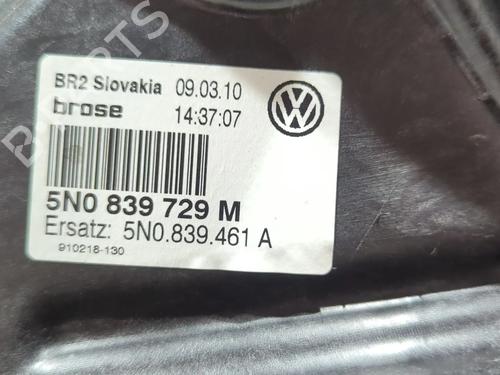 BR2 Slovakia 09.03.10
brose 14:37:07
5N0 839 729 M
Ersatz: 5N0.839.461 A
910218-130